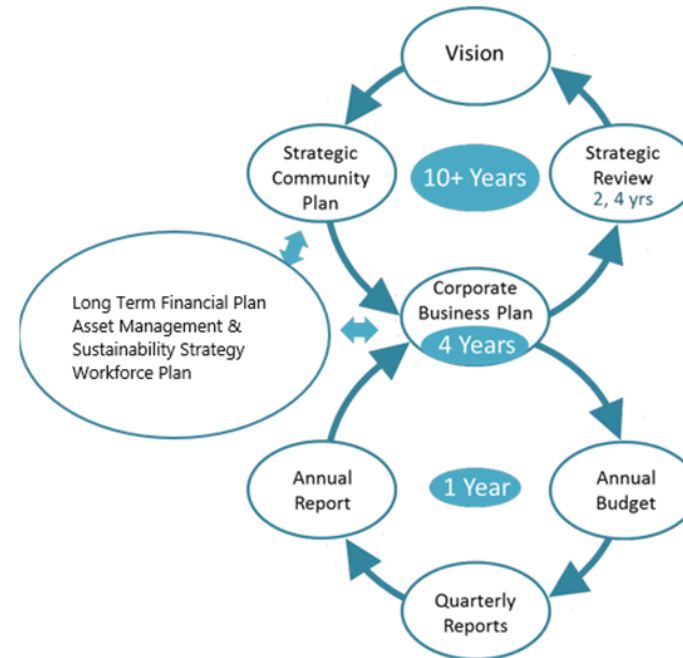 Vision
Strategic
Community
Plan
10+ Years
Strategic
Review
2, 4 yrs
Long Term Financial Plan
Asset Management &
Sustainability Strategy
Workforce Plan
Corporate
Business Plan
4 Years
Annual
Report
1 Year
Annual
Budget
Quarterly
Reports